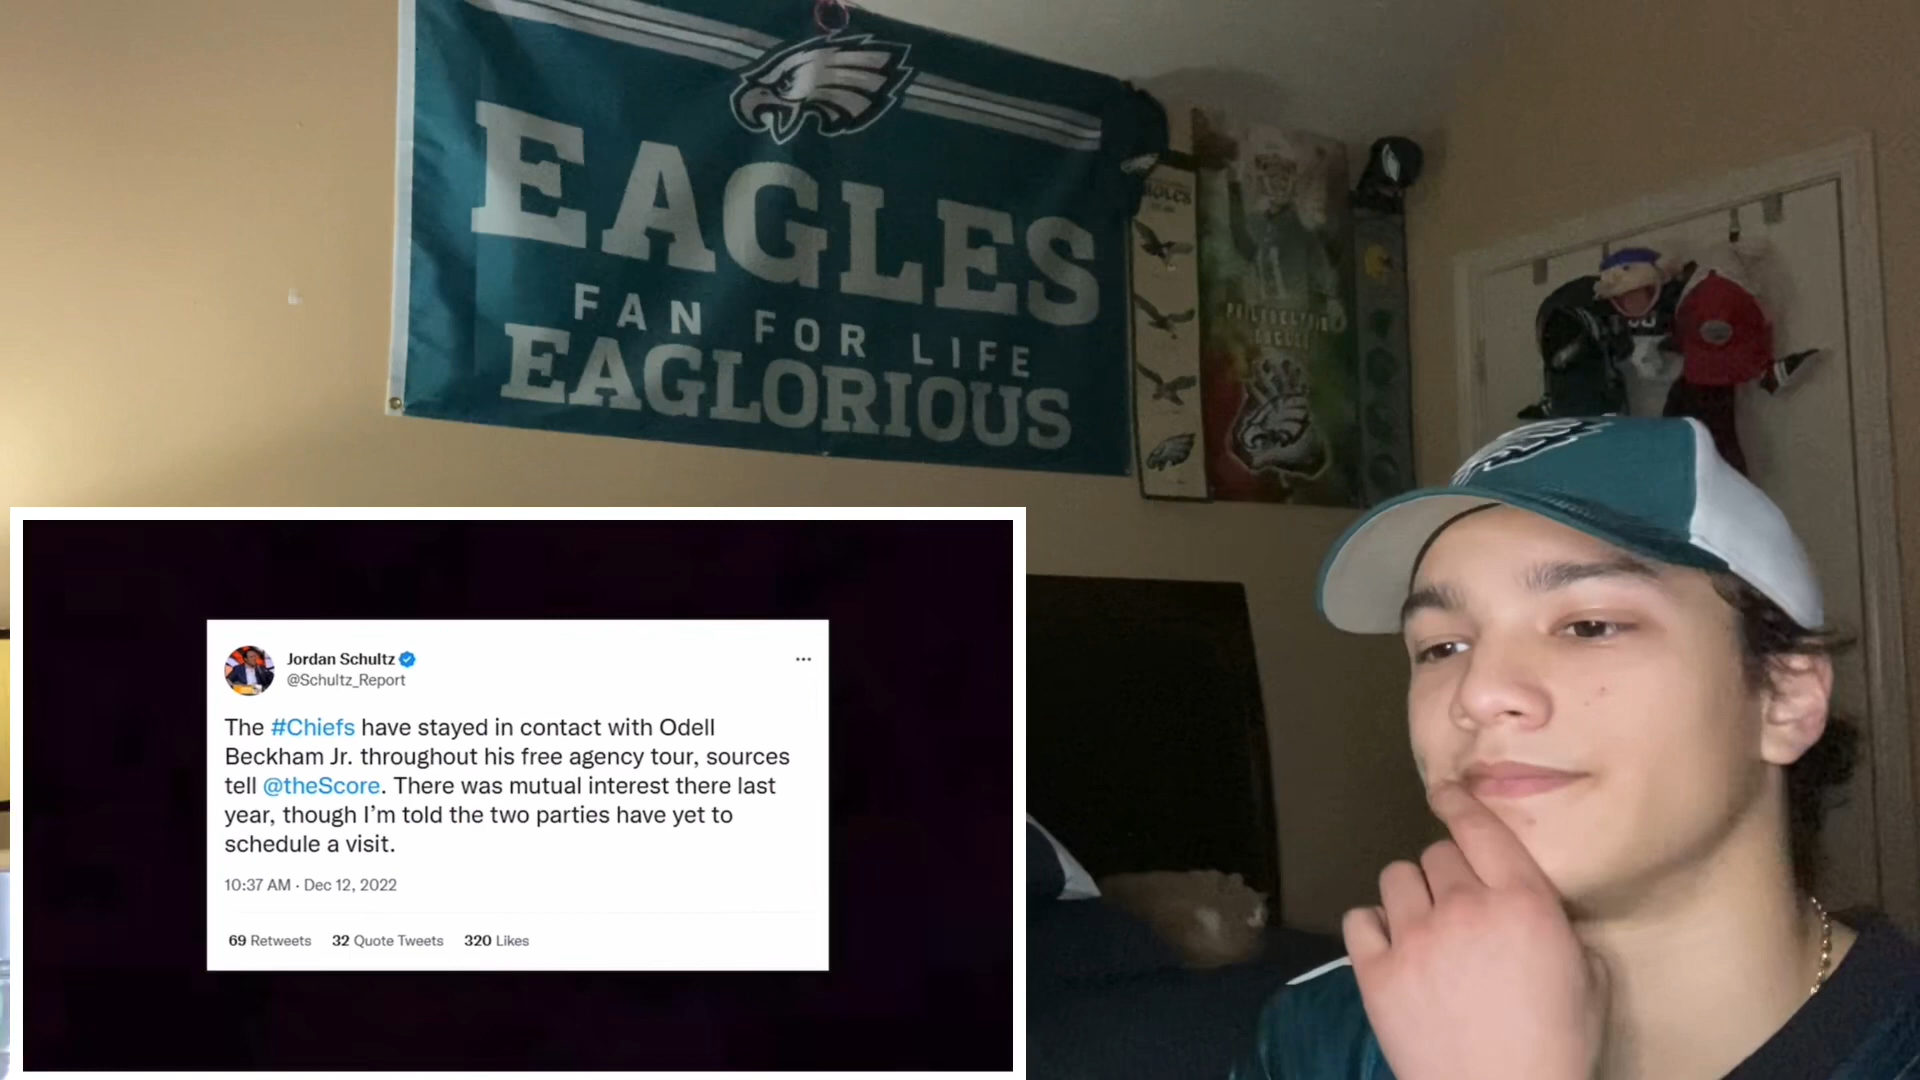 EAGLES
FAN FOR LIFE
EAGLORIOUS
PHILADELPHIA
EAGLES
Jordan Schultz
@Schultz_Report
The #Chiefs have stayed in contact with Odell
Beckham Jr. throughout his free agency tour, sources
tell @theScore. There was mutual interest there last
year, though I’m told the two parties have yet to
schedule a visit.
10:37 AM · Dec 12, 2022
69 Retweets 32 Quote Tweets 320 Likes